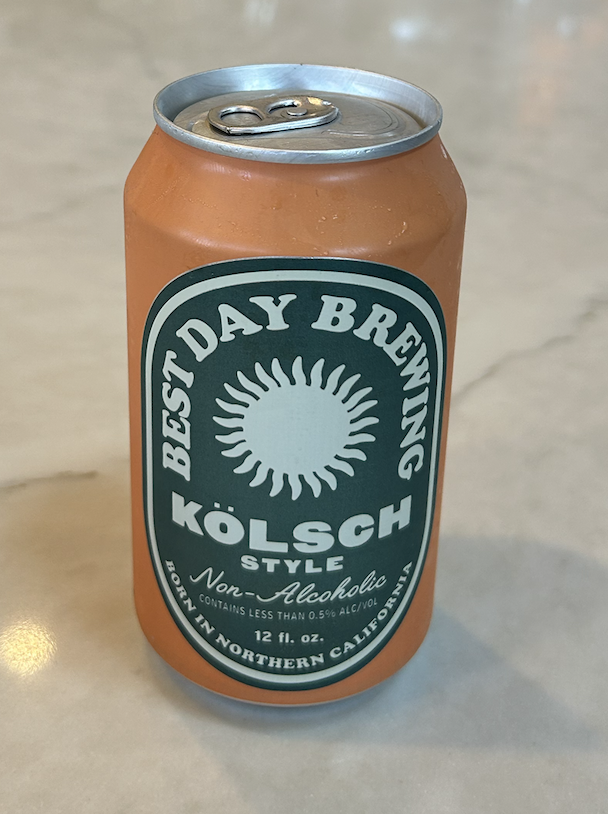 BEST DAY BREWING
KÖLSCH
STYLE
Non-Alcoholic
CONTAINS LESS THAN 0.5% ALC/VOL
12 fl. oz.
BORN IN NORTHERN CALIFORNIA